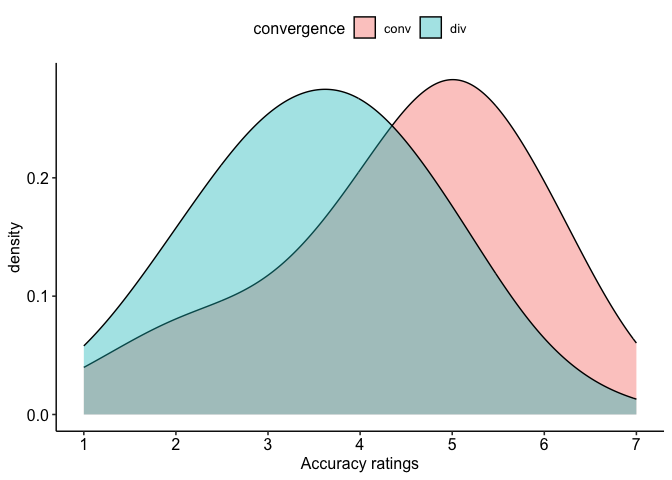 convergence conv div
density
0.2
0.1
0.0
1 2 3 4 5 6 7
Accuracy ratings